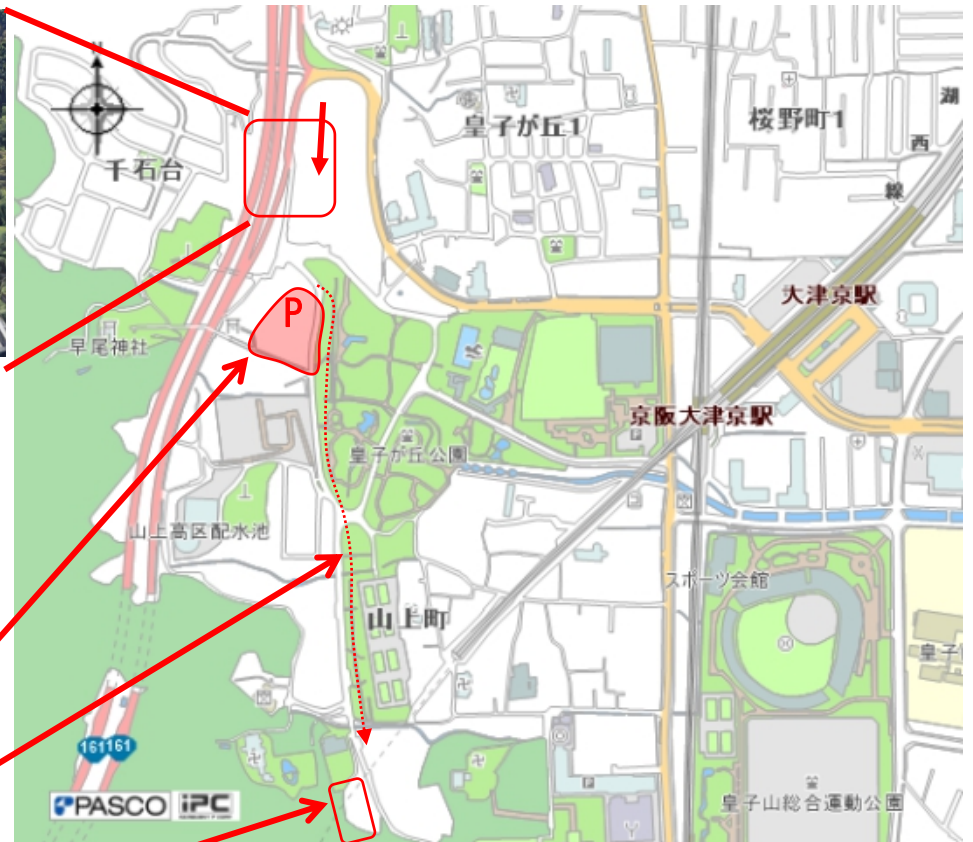 N
千石台
皇子が丘1
桜野町1
湖
西
線
P
大津京駅
早尾神社
京阪大津京駅
皇子が丘公園
P
山上高区配水池
スポーツ会館
山上町
皇子
161161
P
PASCO iPC
皇子山総合運動公園